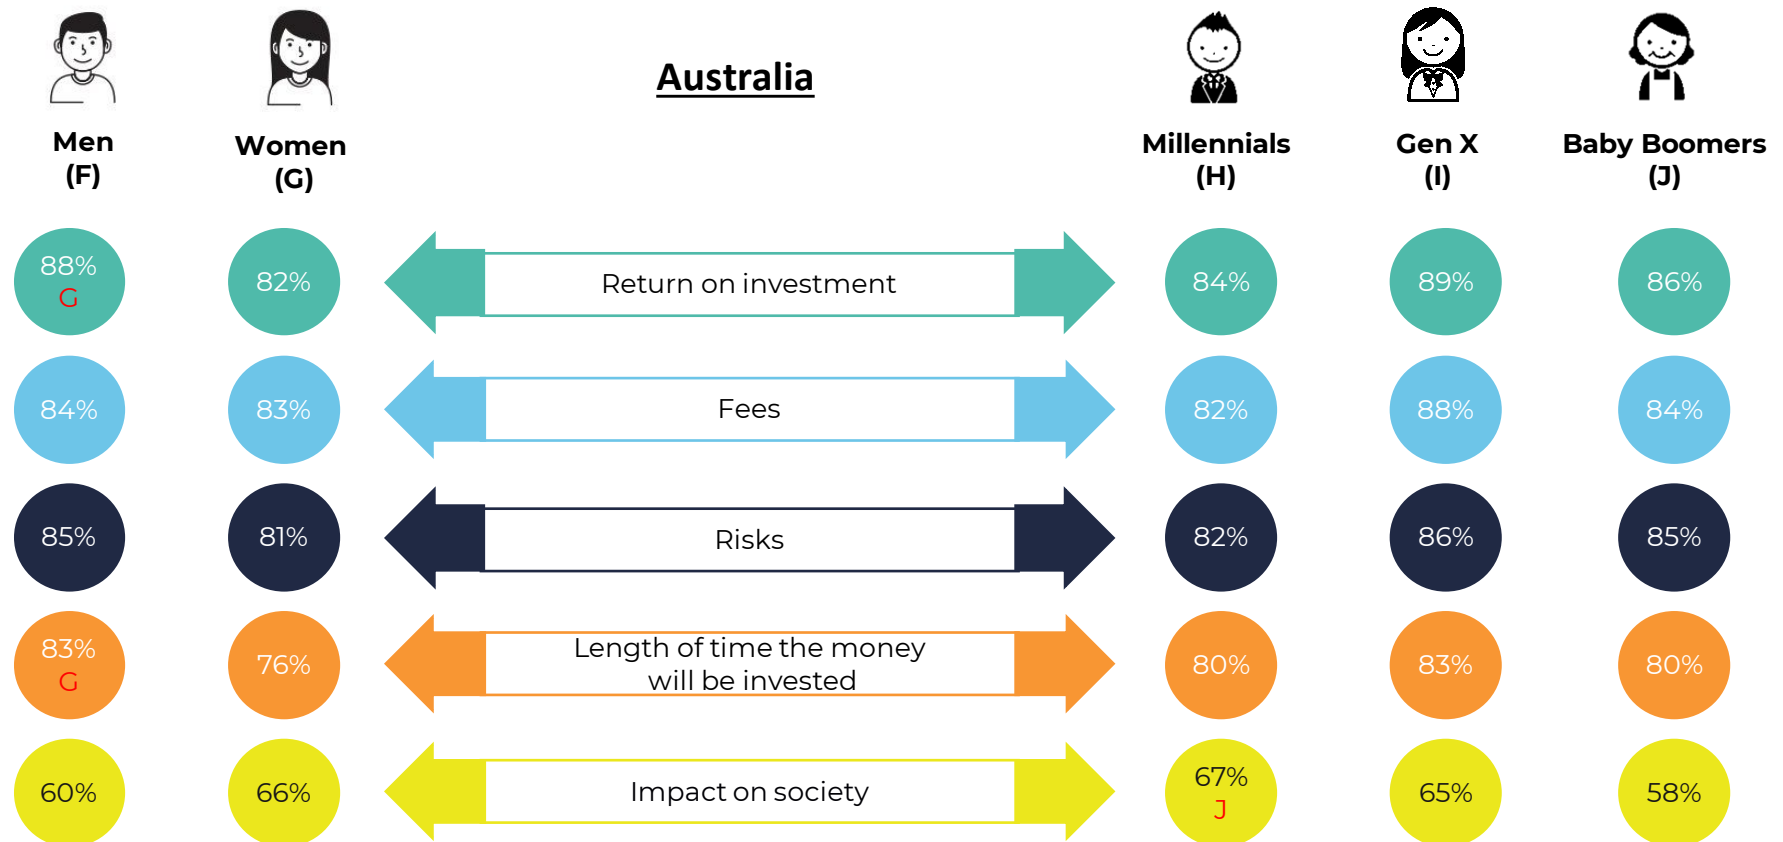 Australia
Men
(F)
Women
(G)
Millennials
(H)
Gen X
(I)
Baby Boomers
(J)
88%
G
82%
Return on investment
84%
89%
86%
84%
83%
Fees
82%
88%
84%
85%
81%
Risks
82%
86%
85%
83%
G
76%
Length of time the money
will be invested
80%
83%
80%
60%
66%
Impact on society
67%
J
65%
58%